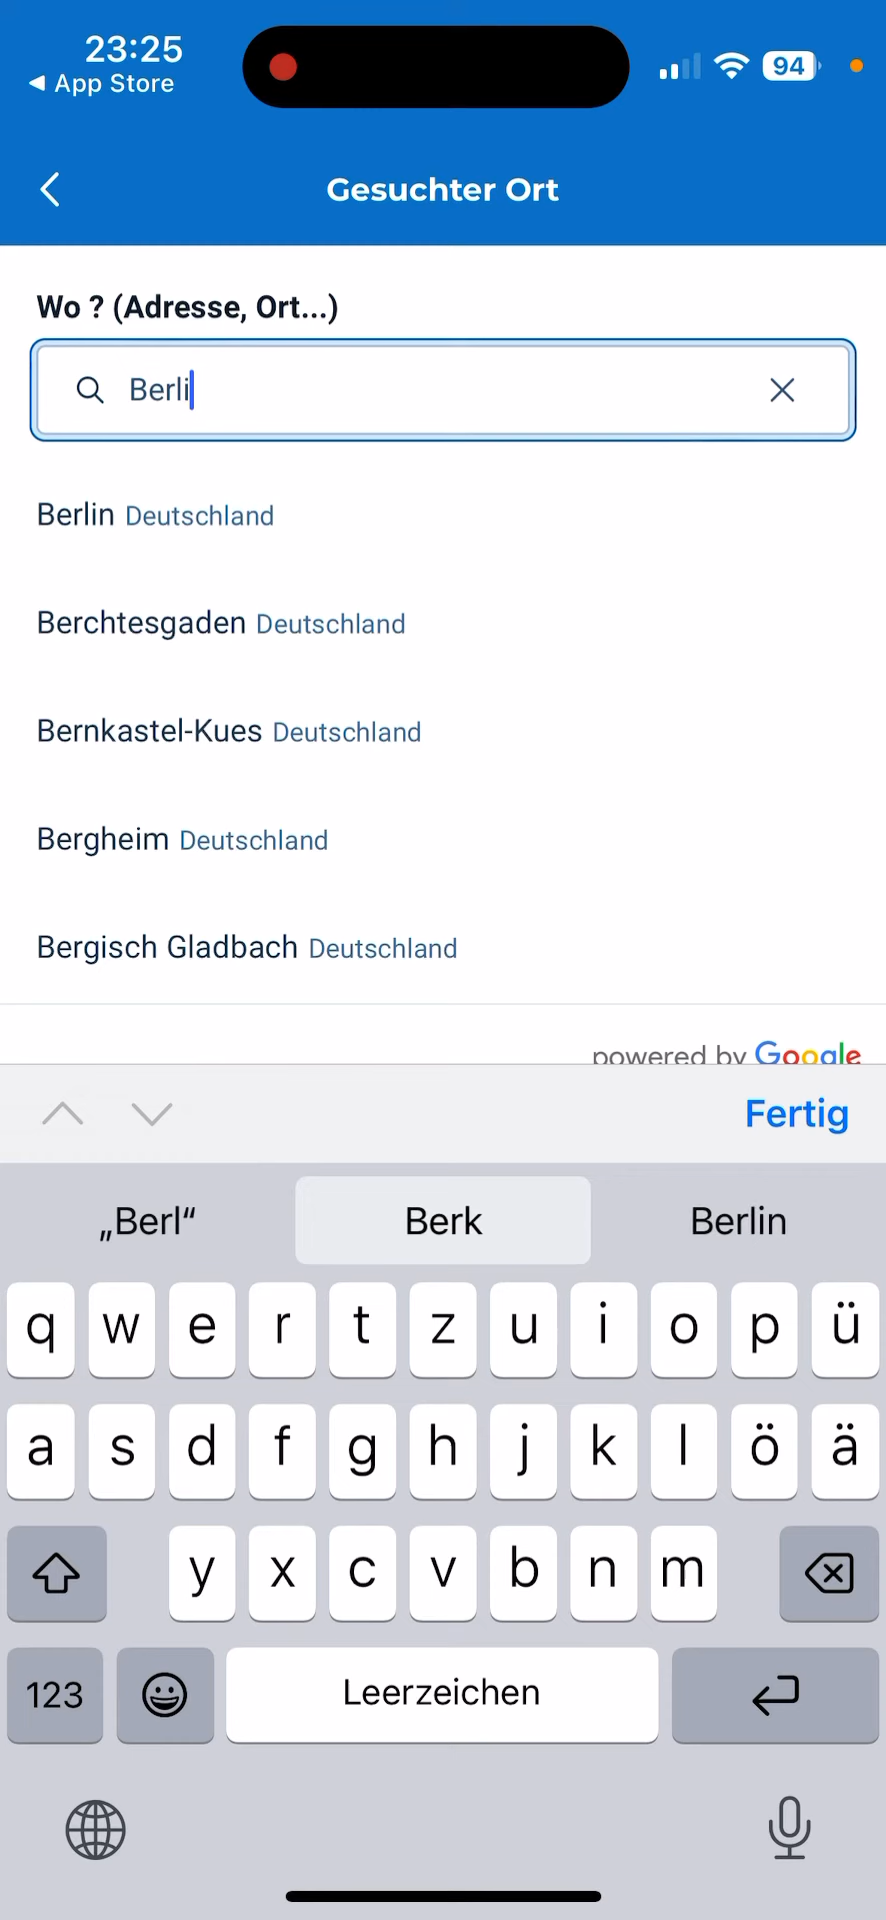 23:25
94
◀ App Store
Gesuchter Ort
Wo ? (Adresse, Ort...)
Berli
Berlin Deutschland
Berchtesgaden Deutschland
Bernkastel-Kues Deutschland
Bergheim Deutschland
Bergisch Gladbach Deutschland
powered by Google
Fertig
„Berl“ Berk Berlin
q w e r t z u i o p ü
a s d f g h j k l ö ä
y x c v b n m
123 Leerzeichen